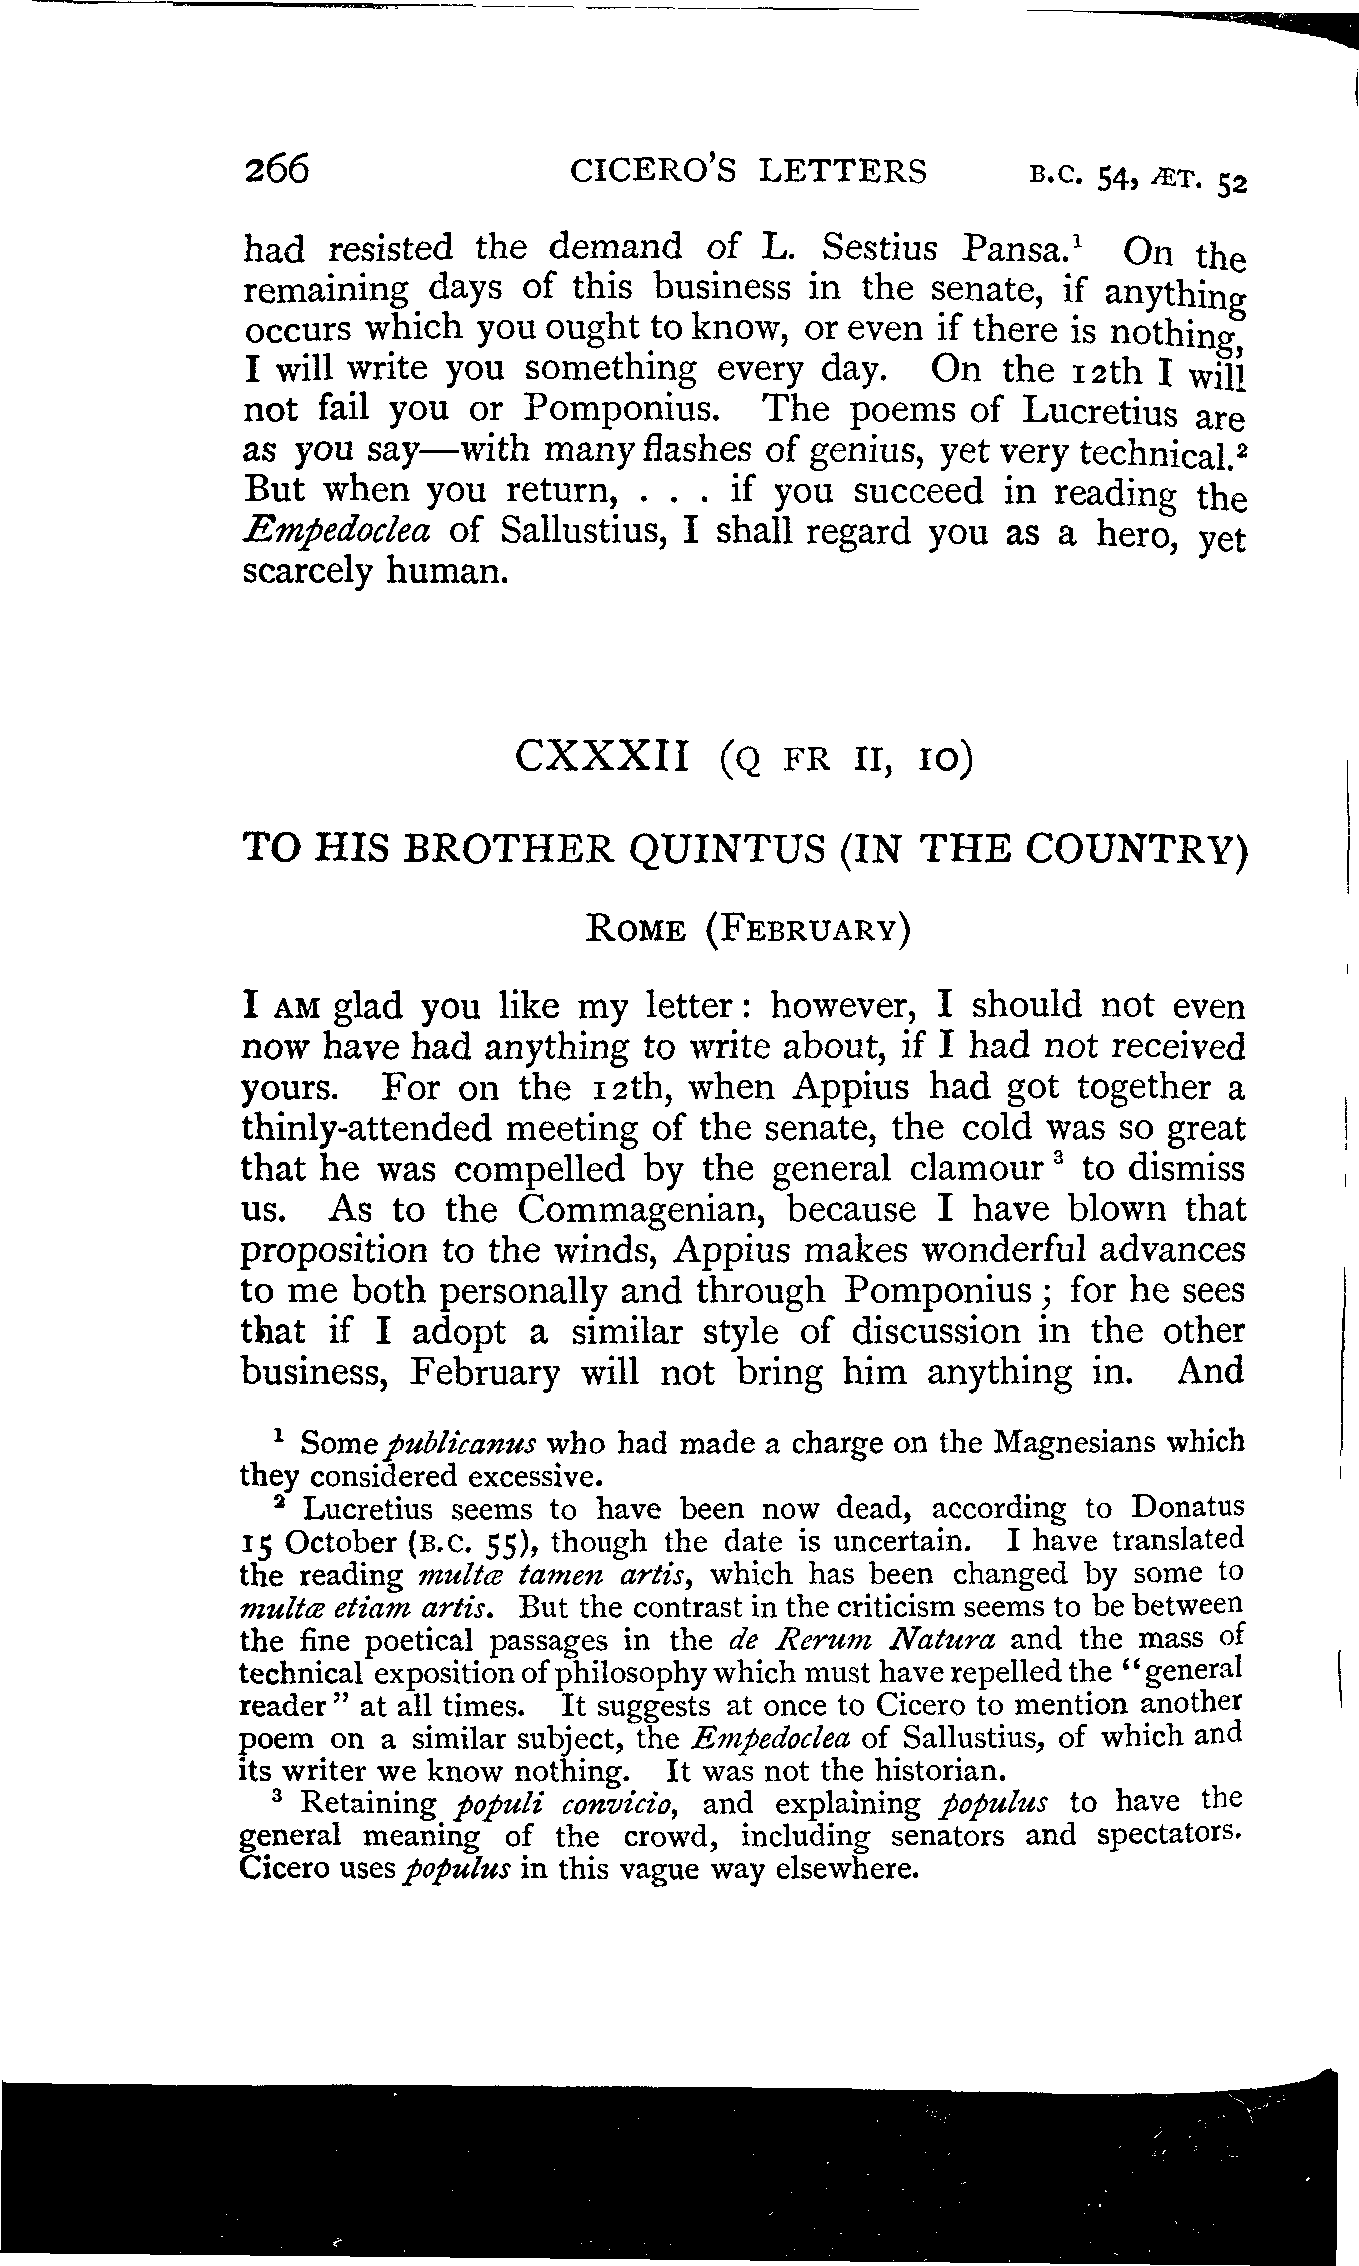 266 CICERO'S LETTERS B.C. 54, ÆT. 52
had resisted the demand of L. Sestius Pansa.¹ On the
remaining days of this business in the senate, if anything
occurs which you ought to know, or even if there is nothing,
I will write you something every day. On the 12th I will
not fail you or Pomponius. The poems of Lucretius are
as you say—with many flashes of genius, yet very technical.²
But when you return, . . . if you succeed in reading the
Empedoclea of Sallustius, I shall regard you as a hero, yet
scarcely human.
CXXXII (Q FR II, 10)
TO HIS BROTHER QUINTUS (IN THE COUNTRY)
ROME (FEBRUARY)
I AM glad you like my letter: however, I should not even
now have had anything to write about, if I had not received
yours. For on the 12th, when Appius had got together a
thinly-attended meeting of the senate, the cold was so great
that he was compelled by the general clamour³ to dismiss
us. As to the Commagenian, because I have blown that
proposition to the winds, Appius makes wonderful advances
to me both personally and through Pomponius; for he sees
that if I adopt a similar style of discussion in the other
business, February will not bring him anything in. And
¹ Some publicanus who had made a charge on the Magnesians which
they considered excessive.
² Lucretius seems to have been now dead, according to Donatus
15 October (B.C. 55), though the date is uncertain. I have translated
the reading multæ tamen artis, which has been changed by some to
multæ etiam artis. But the contrast in the criticism seems to be between
the fine poetical passages in the de Rerum Natura and the mass of
technical exposition of philosophy which must have repelled the "general
reader" at all times. It suggests at once to Cicero to mention another
poem on a similar subject, the Empedoclea of Sallustius, of which and
its writer we know nothing. It was not the historian.
³ Retaining populi convicio, and explaining populus to have the
general meaning of the crowd, including senators and spectators.
Cicero uses populus in this vague way elsewhere.